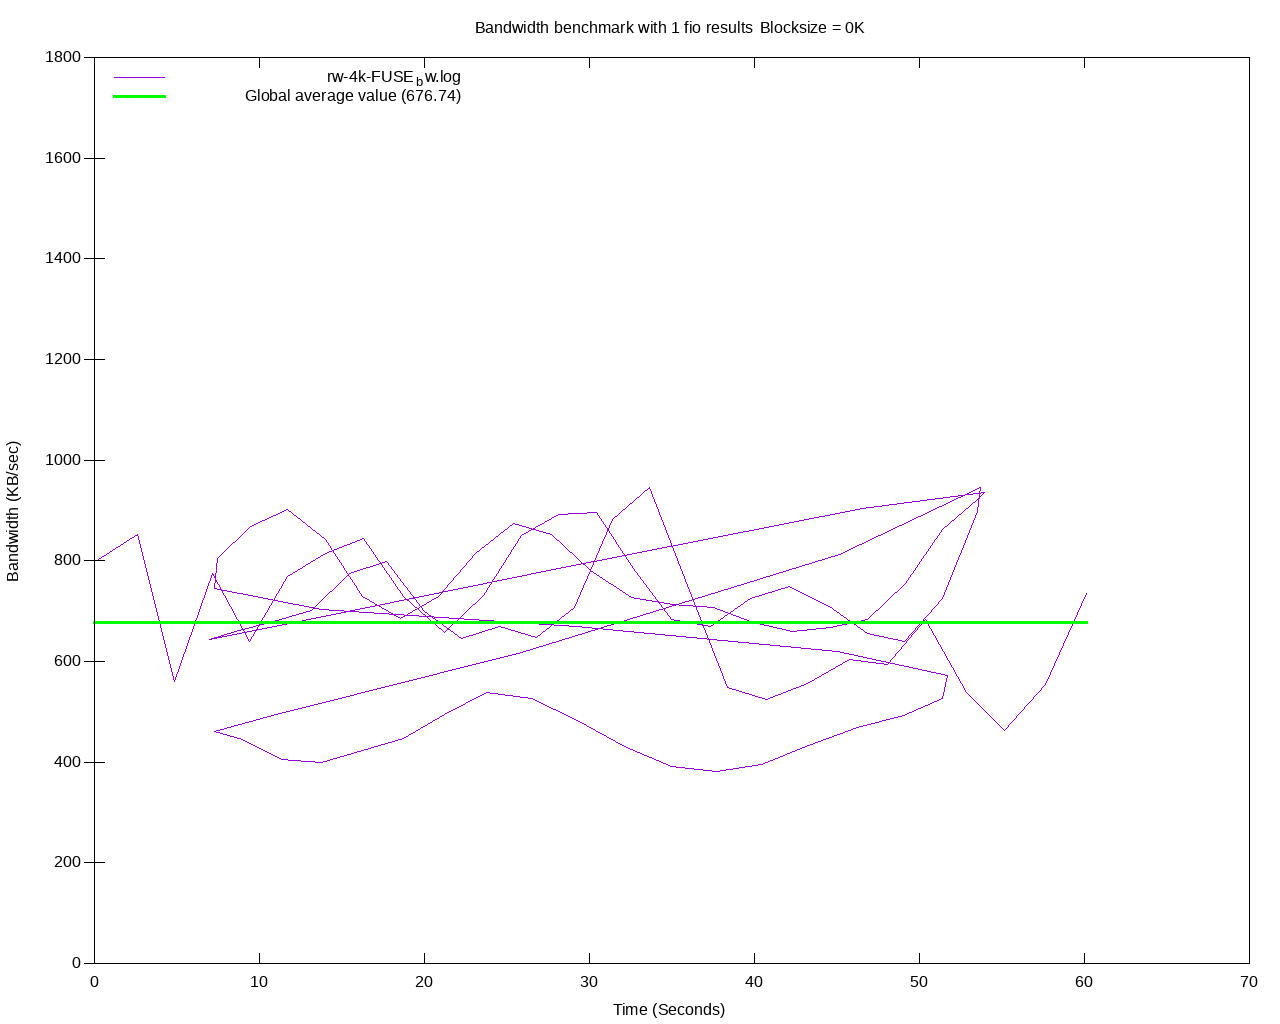 Bandwidth benchmark with 1 fio results Blocksize = 0K
1800
1600
1400
1200
1000
800
600
400
200
0
rw-4k-FUSE_bw.log
Global average value (676.74)
Bandwidth (KB/sec)
0 10 20 30 40 50 60 70
Time (Seconds)